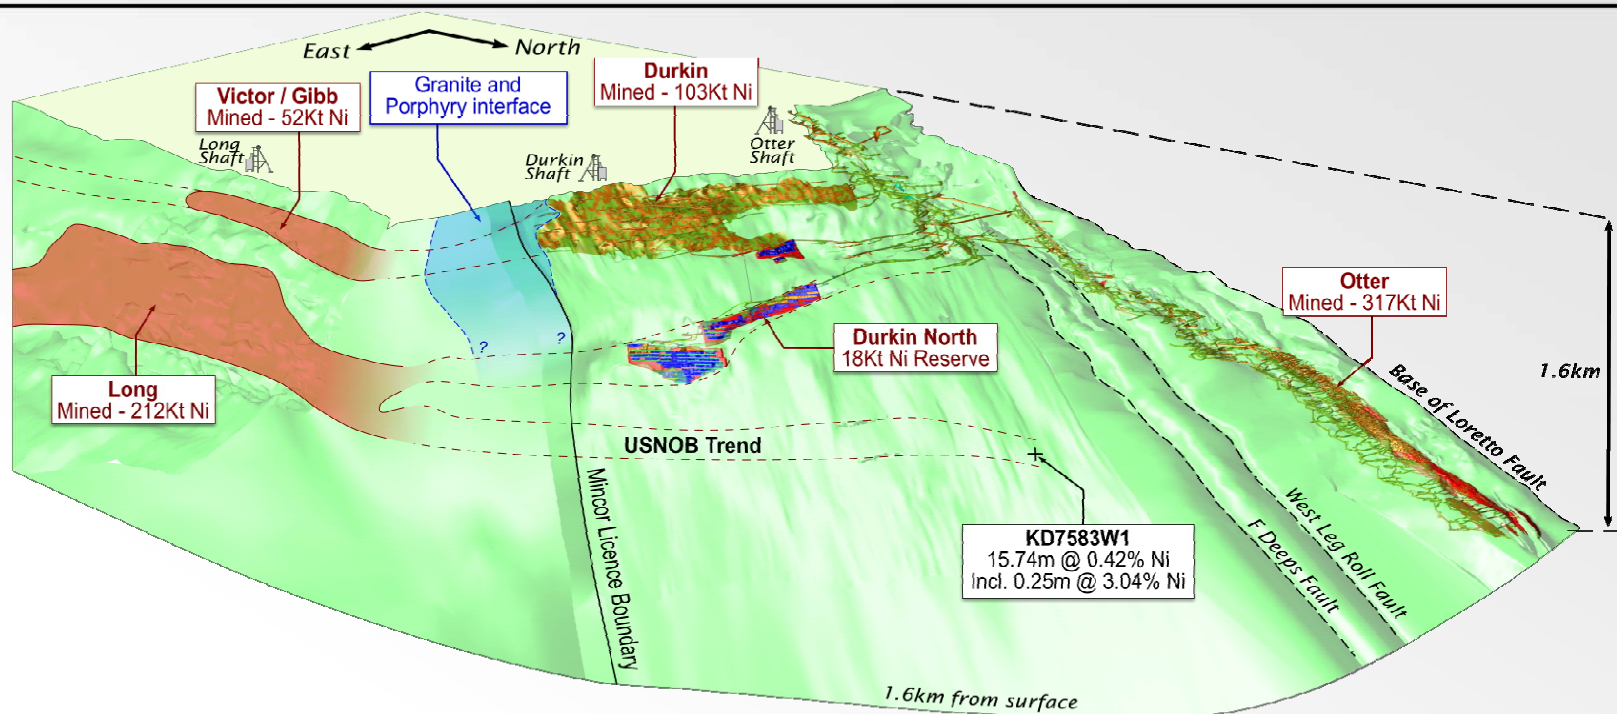 East
North
Durkin
Mined - 103Kt Ni
Granite and
Porphyry interface
Victor / Gibb
Mined - 52Kt Ni
Long
Shaft
Durkin
Shaft
Otter
Shaft
Otter
Mined - 317Kt Ni
1.6km
Durkin North
18Kt Ni Reserve
?
?
Long
Mined - 212Kt Ni
Base of Loretto Fault
USNOB Trend
Mincor Licence Boundary
KD7583W1
15.74m @ 0.42% Ni
Incl. 0.25m @ 3.04% Ni
West Leg Roll Fault
F Deeps Fault
1.6km from surface